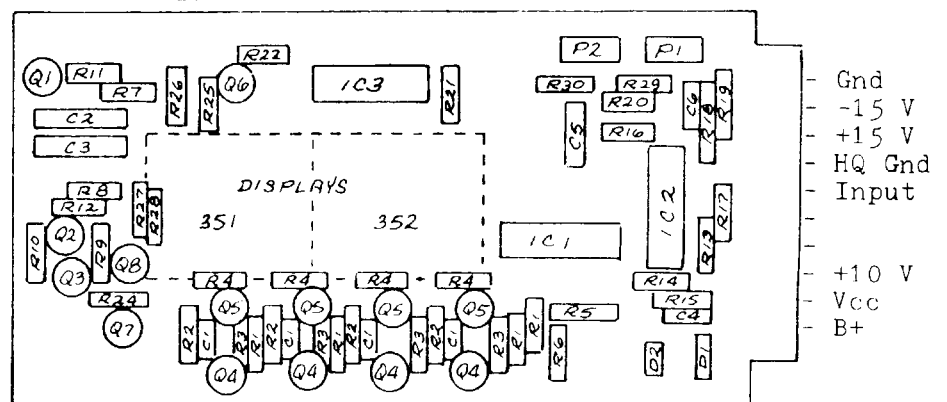 R22
P2 P1
Q1 R11 R7 R26 R25 Q6 IC3 R21 R30 R29 R20 C6 R18 R19
Gnd
-15 V
C2 C5 R16
+15 V
C3
HQ Gnd
DISPLAYS
Input
R8 R12 R27 R28 351 352 IC2 R17
R10 Q2 R9 Q8 IC1 R13
Q3
R4 R4 R4 R4 R14
+10 V
R24 Q5 Q5 Q5 Q5 R15
Vcc
Q7 R5 C4
B+
R2 C1 R3 R1 R2 C1 R3 R1 R2 C1 R3 R1 R2 C1 R3 R1 R1 R6 D2 D1
Q4 Q4 Q4 Q4